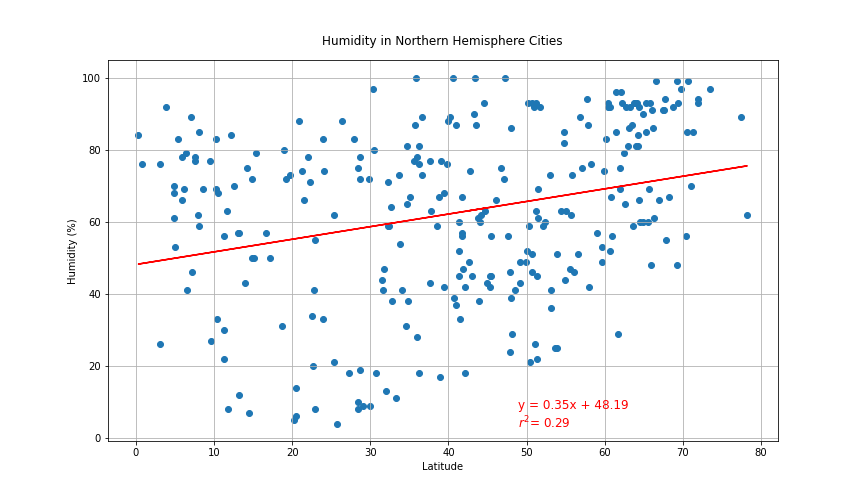 Humidity in Northern Hemisphere Cities
Humidity (%)
100
80
60
40
20
0
y = 0.35x + 48.19
r²= 0.29
0 10 20 30 40 50 60 70 80
Latitude